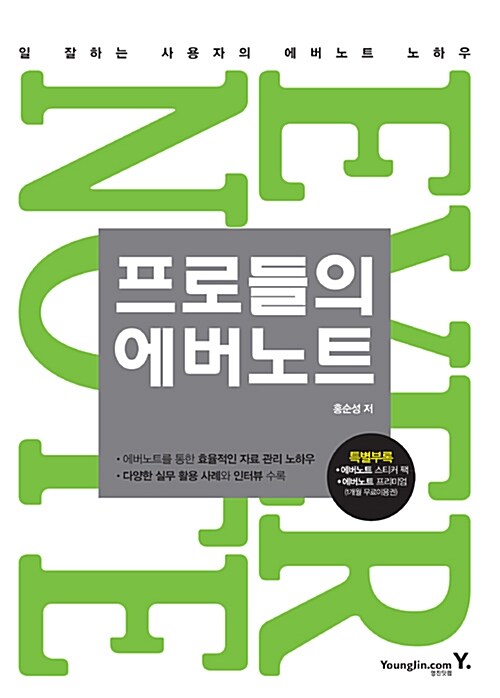 일 잘하는 사용자의 에버노트 노하우
EVER
NOTE
프로들의
에버노트
홍순성 저
• 에버노트를 통한 효율적인 자료 관리 노하우
• 다양한 실무 활용 사례와 인터뷰 수록
특별부록
• 에버노트 스티커 팩
• 에버노트 프리미엄
(1개월 무료이용권)
Youngjin.com Y.
영진닷컴